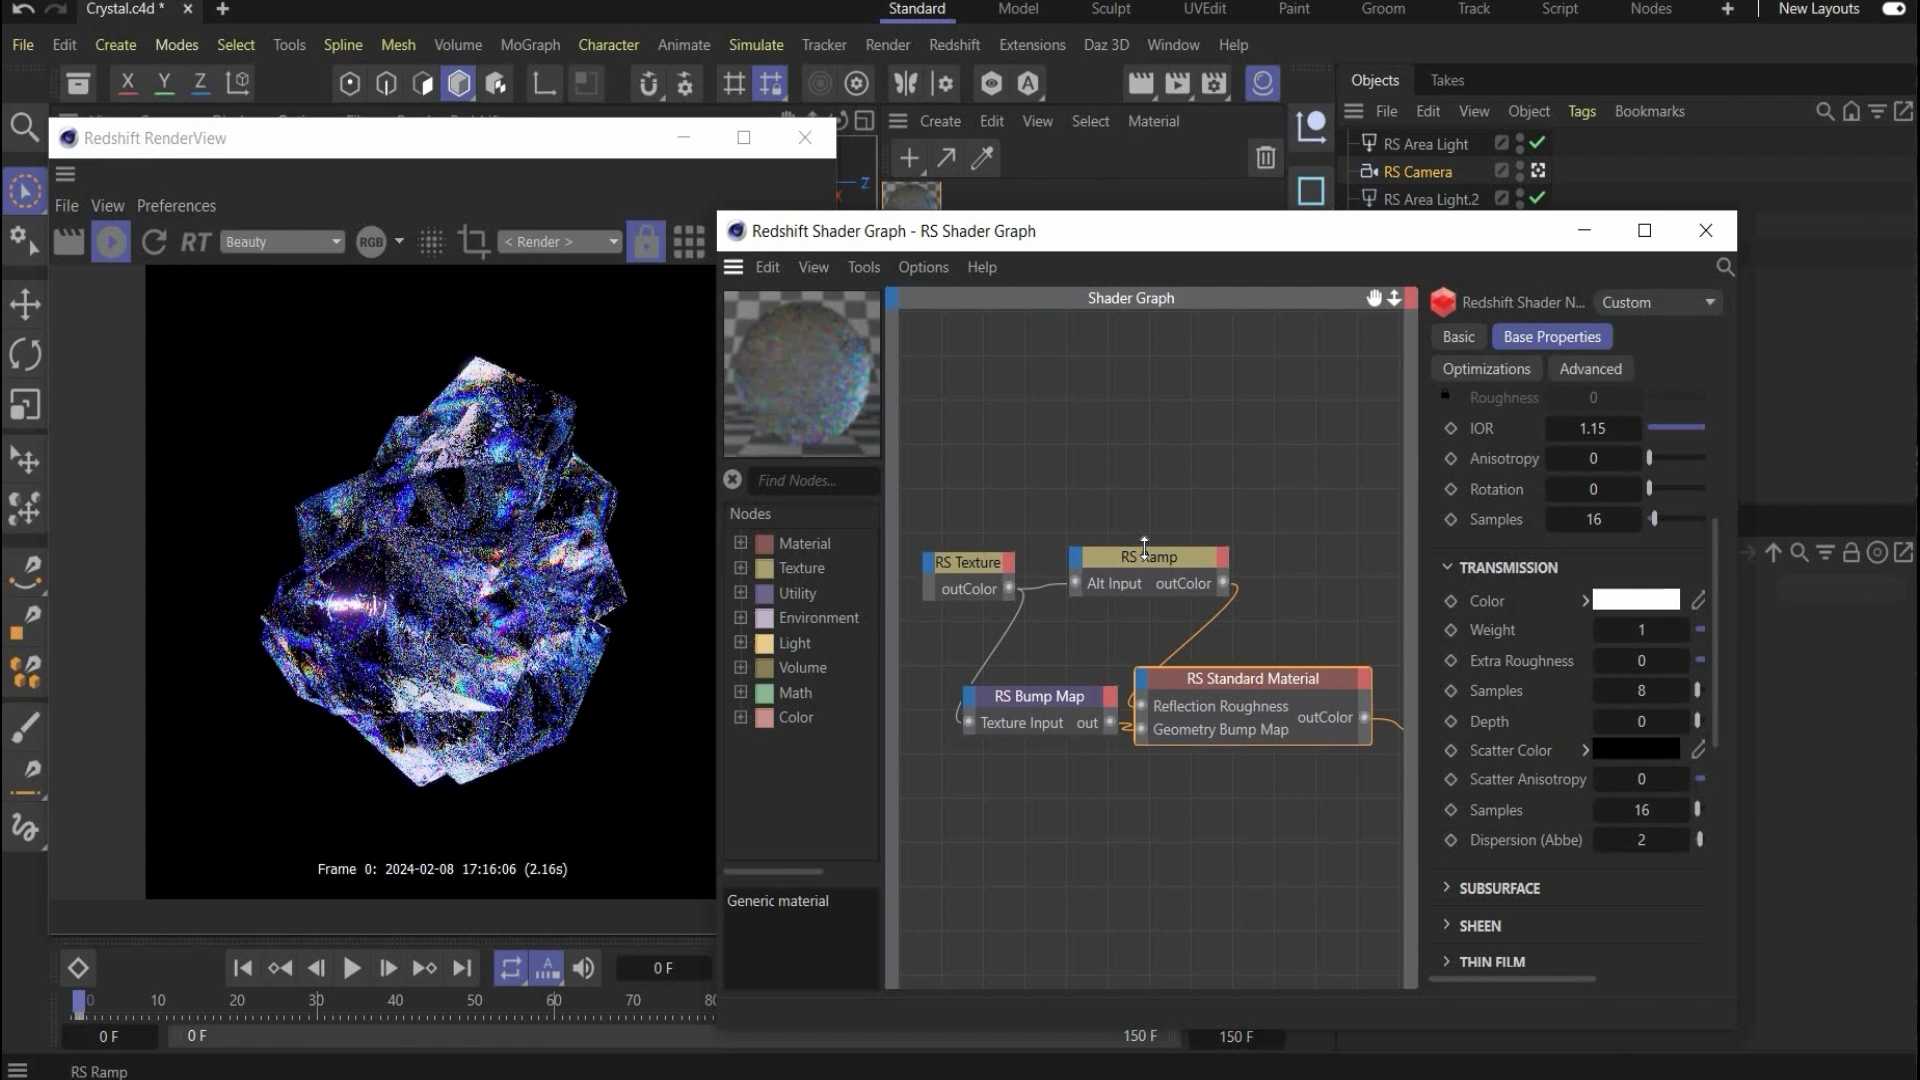 Crystal.c4d *
Standard Model Sculpt UVEdit Paint Groom Track Script Nodes New Layouts
File Edit Create Modes Select Tools Spline Mesh Volume MoGraph Character Animate Simulate Tracker Render Redshift Extensions Daz 3D Window Help
X Y Z
Objects Takes
File Edit View Object Tags Bookmarks
RS Area Light
RS Camera
RS Area Light.2
Create Edit View Select Material
Z
Redshift RenderView
File View Preferences
RT Beauty RGB < Render >
Frame 0: 2024-02-08 17:16:06 (2.16s)
Redshift Shader Graph - RS Shader Graph
Edit View Tools Options Help
Find Nodes...
Nodes
Material
Texture
Utility
Environment
Light
Volume
Math
Color
Generic material
Shader Graph
RS Texture
outColor
RS Ramp
Alt Input outColor
RS Bump Map
Texture Input out
RS Standard Material
Reflection Roughness
outColor
Geometry Bump Map
Redshift Shader N... Custom
Basic Base Properties
Optimizations Advanced
Roughness 0
IOR 1.15
Anisotropy 0
Rotation 0
Samples 16
TRANSMISSION
Color
Weight 1
Extra Roughness 0
Samples 8
Depth 0
Scatter Color
Scatter Anisotropy 0
Samples 16
Dispersion (Abbe) 2
SUBSURFACE
SHEEN
THIN FILM
A
0 F
0 10 20 30 40 50 60 70 80
0 F 0 F 150 F 150 F
RS Ramp